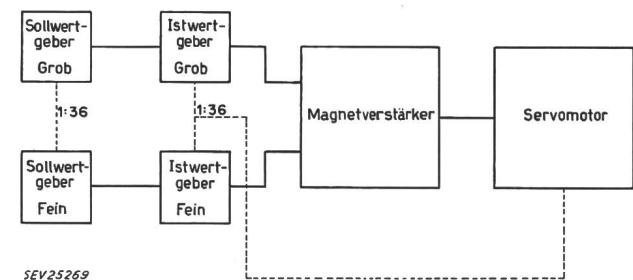 Sollwert-
geber
Grob
Istwert-
geber
Grob
1:36
1:36
Magnetverstärker
Servomotor
Sollwert-
geber
Fein
Istwert-
geber
Fein
SEV25269